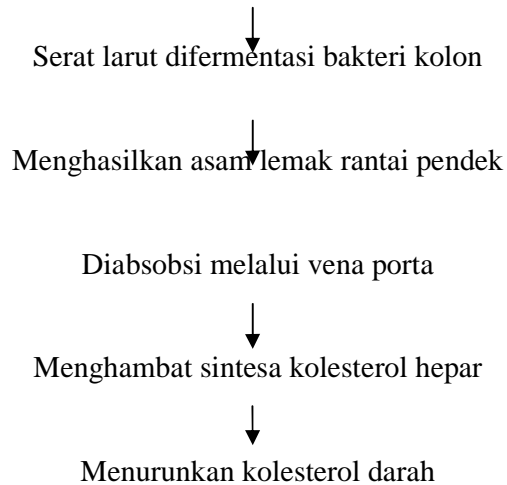 Serat larut difermentasi bakteri kolon
Menghasilkan asam lemak rantai pendek
Diabsobsi melalui vena porta
Menghambat sintesa kolesterol hepar
Menurunkan kolesterol darah